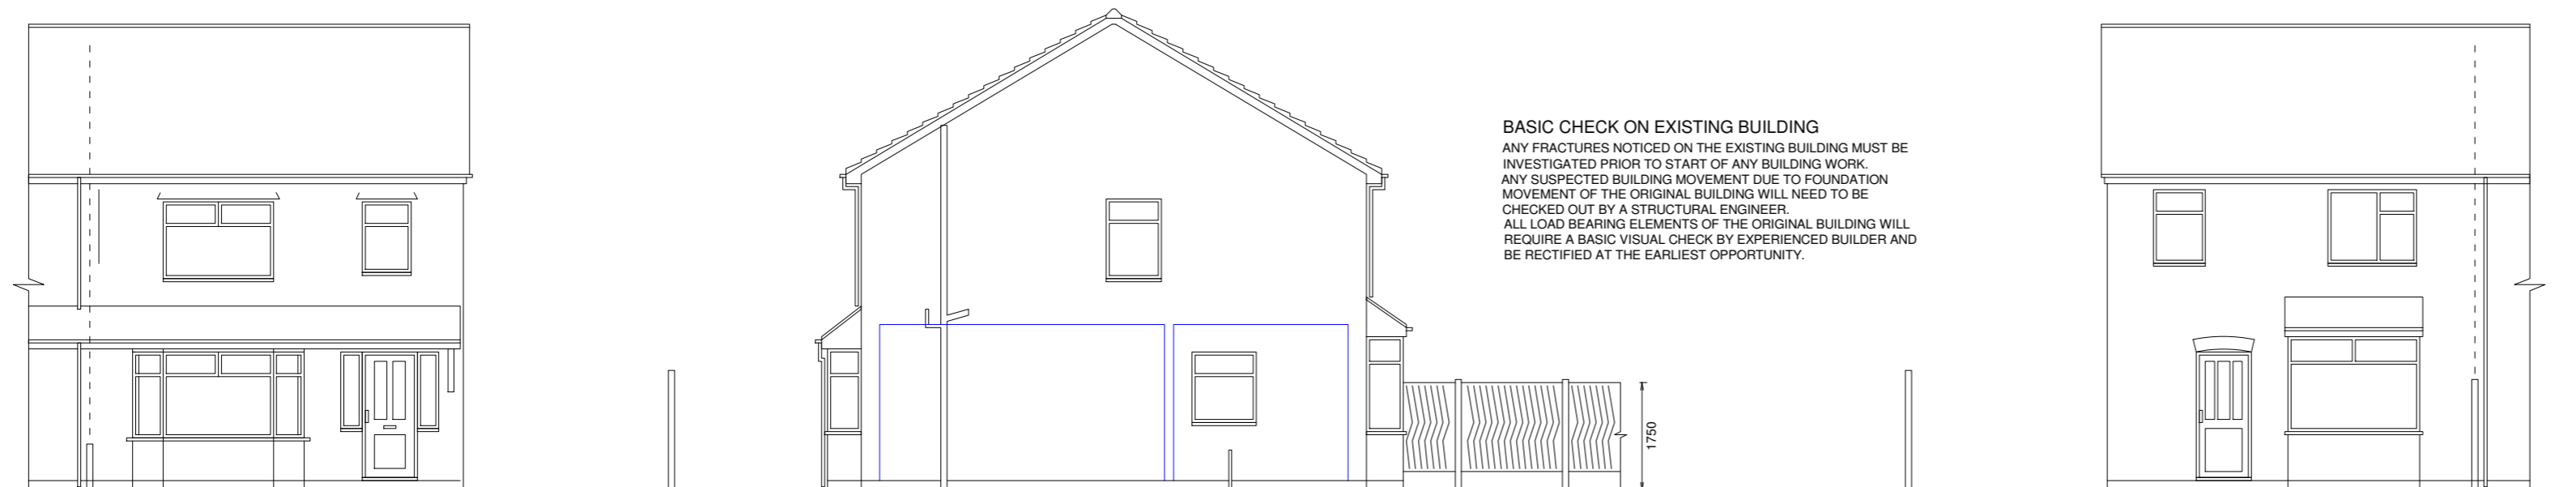 BASIC CHECK ON EXISTING BUILDING
ANY FRACTURES NOTICED ON THE EXISTING BUILDING MUST BE
INVESTIGATED PRIOR TO START OF ANY BUILDING WORK.
ANY SUSPECTED BUILDING MOVEMENT DUE TO FOUNDATION
MOVEMENT OF THE ORIGINAL BUILDING WILL NEED TO BE
CHECKED OUT BY A STRUCTURAL ENGINEER.
ALL LOAD BEARING ELEMENTS OF THE ORIGINAL BUILDING WILL
REQUIRE A BASIC VISUAL CHECK BY EXPERIENCED BUILDER AND
BE RECTIFIED AT THE EARLIEST OPPORTUNITY.
1750